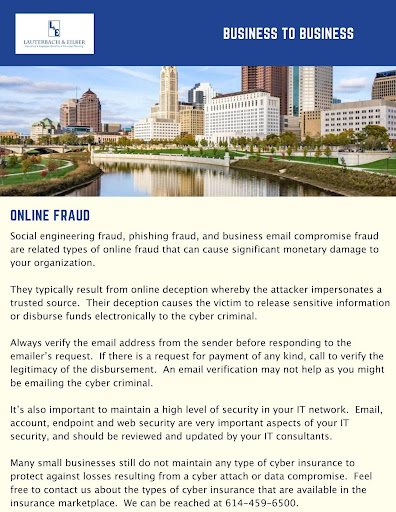 LE
LAUTERBACH & EILBER
BUSINESS TO BUSINESS
ONLINE FRAUD
Social engineering fraud, phishing fraud, and business email compromise fraud
are related types of online fraud that can cause significant monetary damage to
your organization.
They typically result from online deception whereby the attacker impersonates a
trusted source.  Their deception causes the victim to release sensitive information
or disburse funds electronically to the cyber criminal.
Always verify the email address from the sender before responding to the
emailer's request.  If there is a request for payment of any kind, call to verify the
legitimacy of the disbursement.  An email verification may not help as you might
be emailing the cyber criminal.
It's also important to maintain a high level of security in your IT network.  Email,
account, endpoint and web security are very important aspects of your IT
security, and should be reviewed and updated by your IT consultants.
Many small businesses still do not maintain any type of cyber insurance to
protect against losses resulting from a cyber attach or data compromise.  Feel
free to contact us about the types of cyber insurance that are available in the
insurance marketplace.  We can be reached at 614-459-6500.